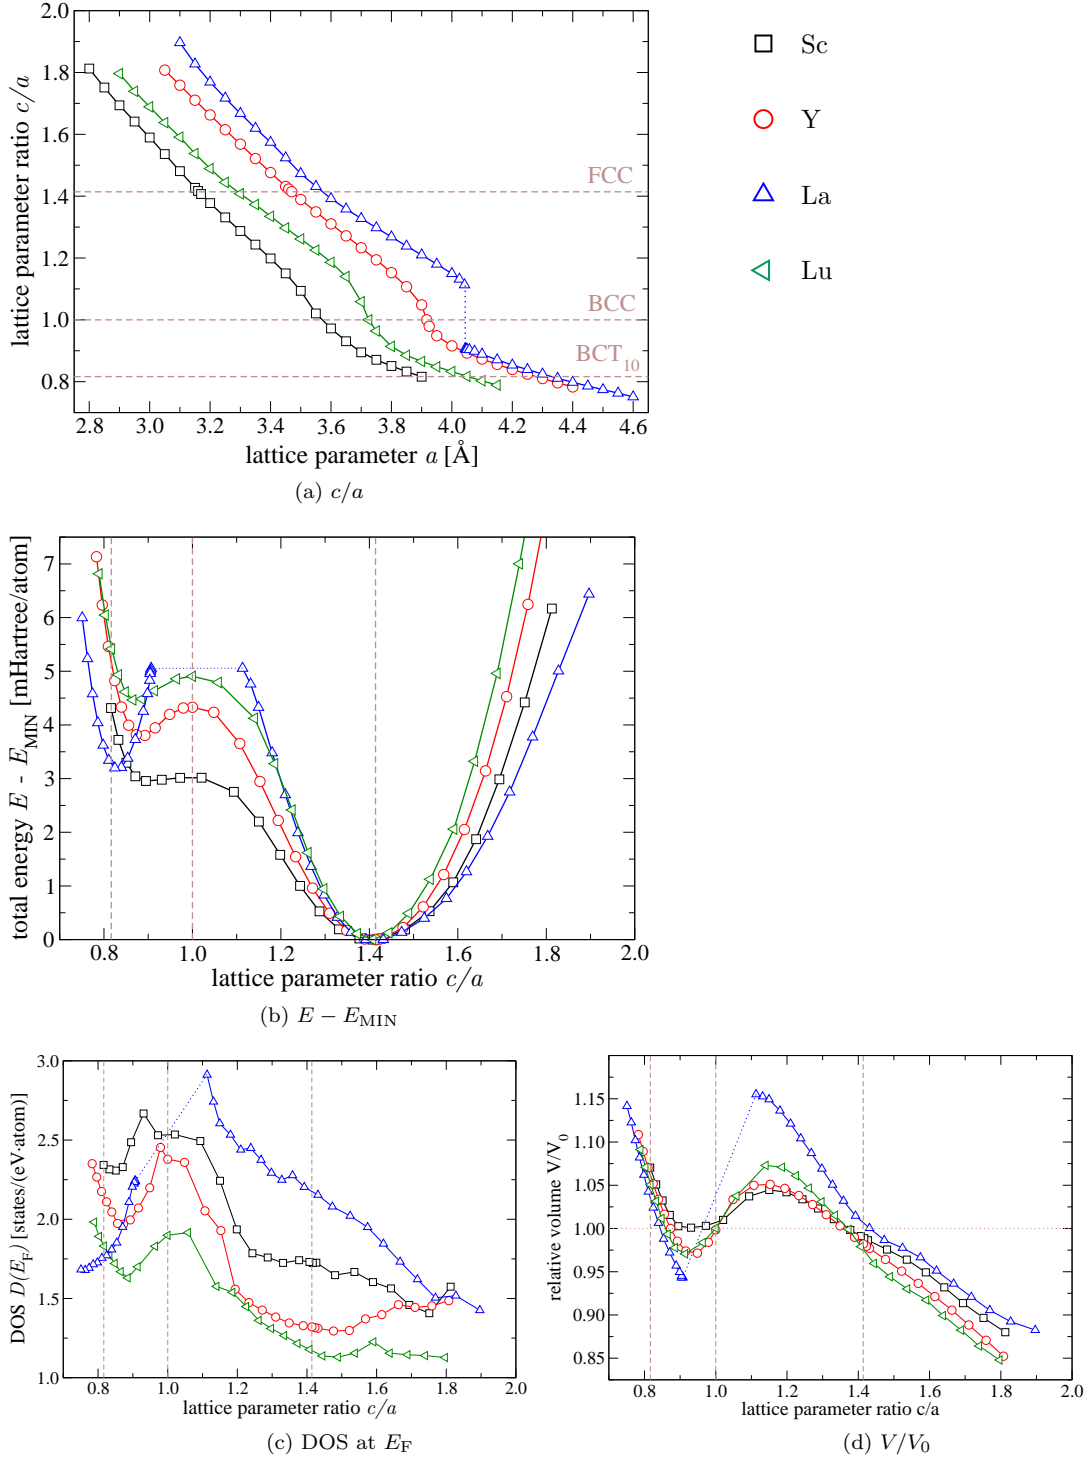 2.0
1.8
1.6
1.4
1.2
1.0
0.8
lattice parameter ratio c/a
FCC
BCC
BCT10
2.8 3.0 3.2 3.4 3.6 3.8 4.0 4.2 4.4 4.6
lattice parameter a [Å]
(a) c/a
Sc
Y
La
Lu
7
6
5
4
3
2
1
0
total energy E - EMIN [mHartree/atom]
0.8 1.0 1.2 1.4 1.6 1.8 2.0
lattice parameter ratio c/a
(b) E − EMIN
3.0
2.5
2.0
1.5
1.0
DOS D(EF) [states/(eV·atom)]
0.8 1.0 1.2 1.4 1.6 1.8 2.0
lattice parameter ratio c/a
(c) DOS at EF
1.15
1.10
1.05
1.00
0.95
0.90
0.85
relative volume V/V0
0.8 1.0 1.2 1.4 1.6 1.8 2.0
lattice parameter ratio c/a
(d) V/V0